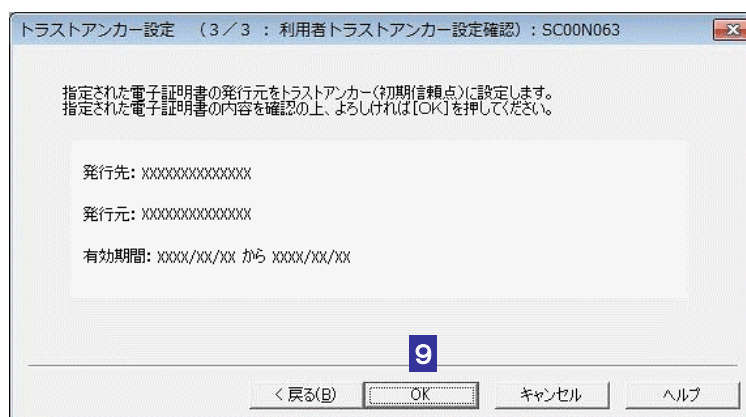 トラストアンカー設定 (3/3 : 利用者トラストアンカー設定確認) : SC00N063
指定された電子証明書の発行元をトラストアンカー(初期信頼点)に設定します。
指定された電子証明書の内容を確認の上、よろしければ[OK]を押してください。
発行先: XXXXXXXXXXXXXX
発行元: XXXXXXXXXXXXXX
有効期間: XXXX/XX/XX から XXXX/XX/XX
9
< 戻る(B) OK キャンセル ヘルプ